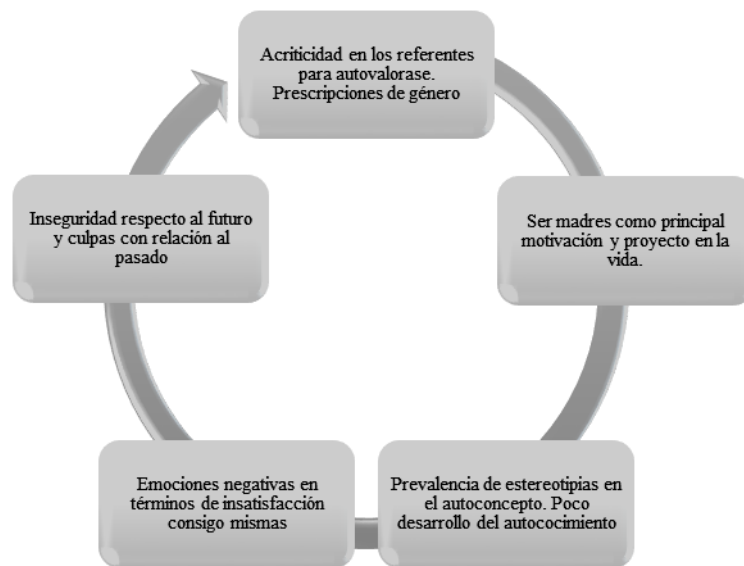 Acriticidad en los referentes
para autovalorase.
Prescripciones de género
Ser madres como principal
motivación y proyecto en la
vida.
Prevalencia de estereotipias en
el autoconcepto. Poco
desarrollo del autococimiento
Emociones negativas en
términos de insatisfacción
consigo mismas
Inseguridad respecto al futuro
y culpas con relación al
pasado